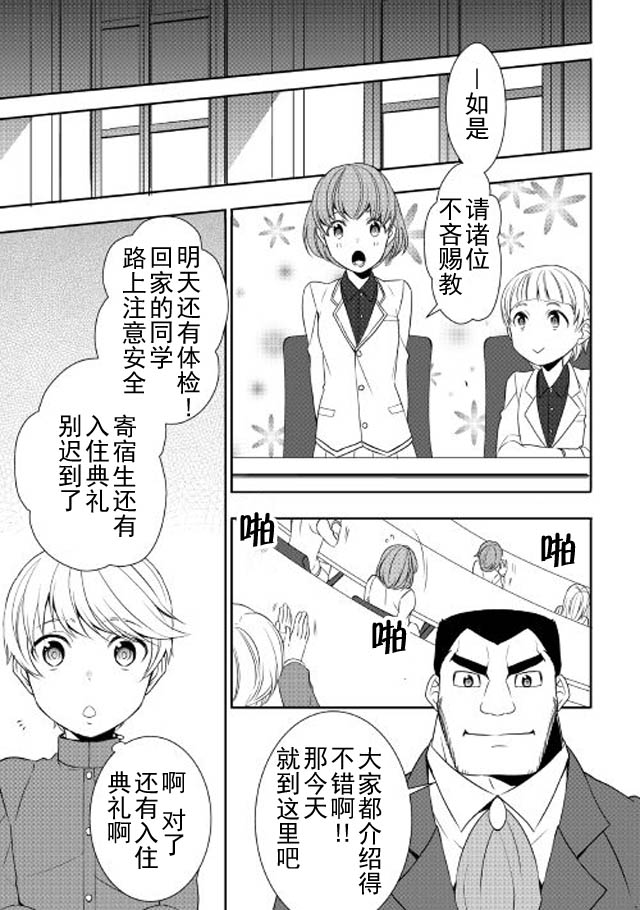 —如是
请诸位
不吝赐教
啪
啪
啪
大家都介绍得
不错啊!!
那今天
就到这里吧
明天还有体检!
回家的同学
路上注意安全
寄宿生还有
入住典礼
别迟到了
啊 对了
还有入住
典礼啊